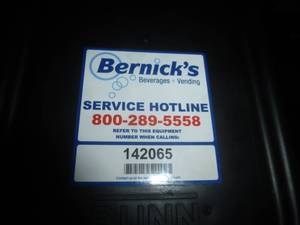 Bernick's
Beverages • Vending
SERVICE HOTLINE
800-289-5558
REFER TO THIS EQUIPMENT
NUMBER WHEN CALLING:
142065